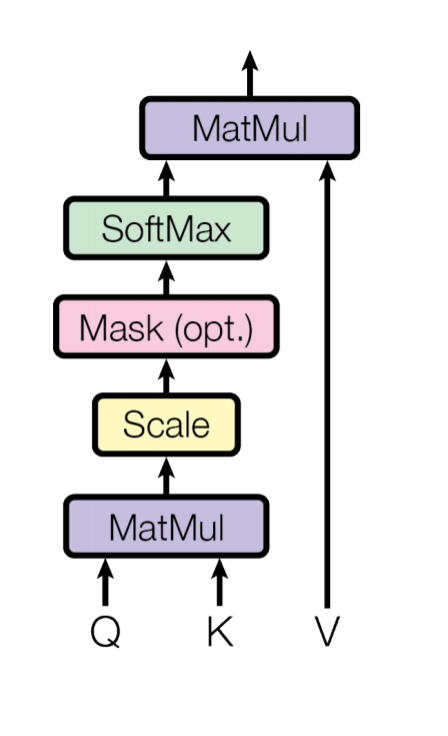 MatMul
SoftMax
Mask (opt.)
Scale
MatMul
Q K V